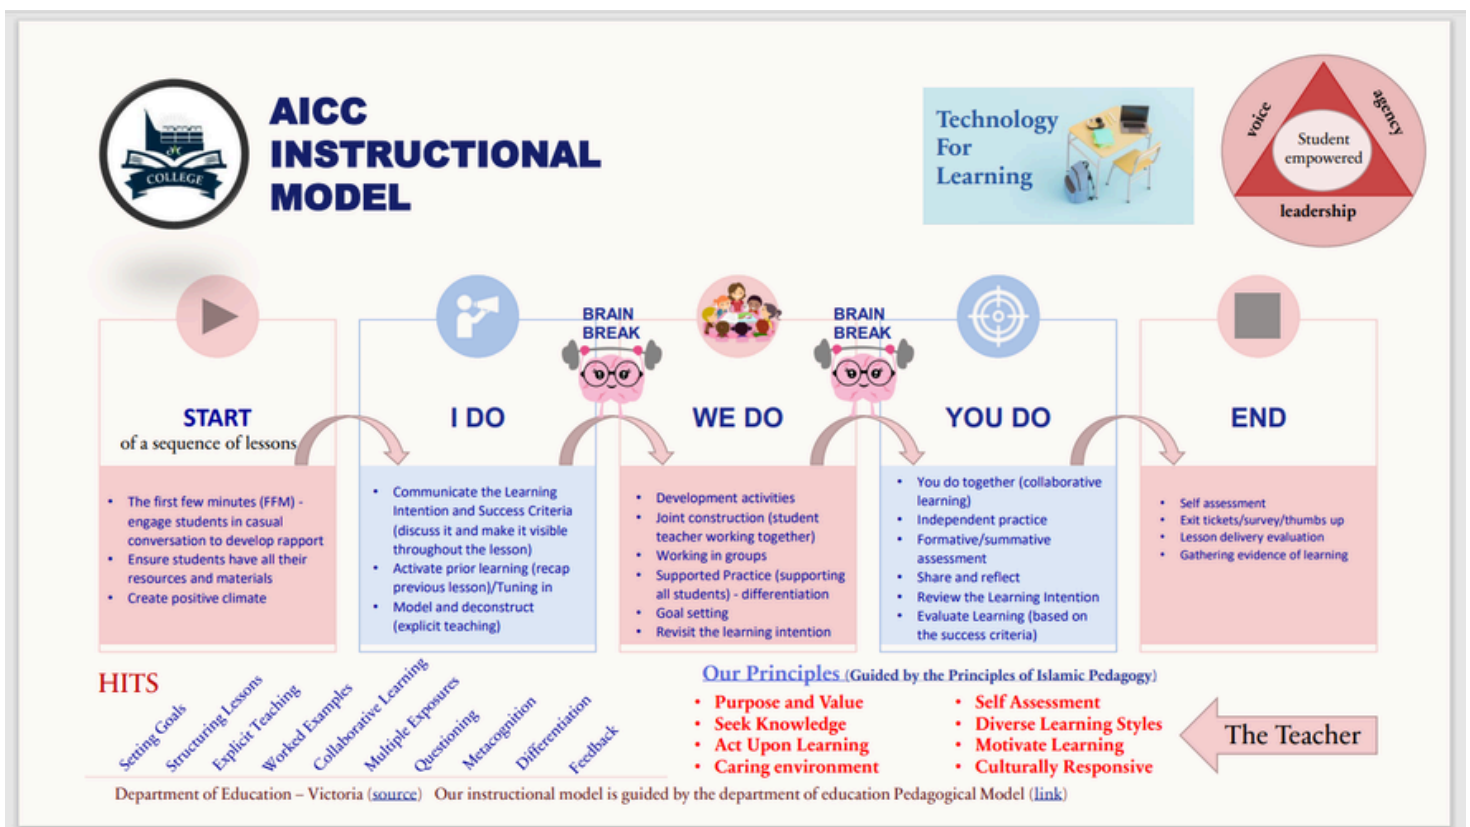 AICC
INSTRUCTIONAL
MODEL
COLLEGE
Technology
For
Learning
voice
agency
Student
empowered
leadership
START
of a sequence of lessons
• The first few minutes (FFM) -
engage students in casual
conversation to develop rapport
• Ensure students have all their
resources and materials
• Create positive climate
I DO
• Communicate the Learning
Intention and Success Criteria
(discuss it and make it visible
throughout the lesson)
• Activate prior learning (recap
previous lesson)/Tuning in
• Model and deconstruct
(explicit teaching)
BRAIN
BREAK
WE DO
• Development activities
• Joint construction (student
teacher working together)
• Working in groups
• Supported Practice (supporting
all students) - differentiation
• Goal setting
• Revisit the learning intention
BRAIN
BREAK
YOU DO
• You do together (collaborative
learning)
• Independent practice
• Formative/summative
assessment
• Share and reflect
• Review the Learning Intention
• Evaluate Learning (based on
the success criteria)
END
• Self assessment
• Exit tickets/survey/thumbs up
• Lesson delivery evaluation
• Gathering evidence of learning
HITS
Setting Goals
Structuring Lessons
Explicit Teaching
Worked Examples
Collaborative Learning
Multiple Exposures
Questioning
Metacognition
Differentiation
Feedback
Our Principles (Guided by the Principles of Islamic Pedagogy)
• Purpose and Value
• Seek Knowledge
• Act Upon Learning
• Caring environment
• Self Assessment
• Diverse Learning Styles
• Motivate Learning
• Culturally Responsive
The Teacher
Department of Education – Victoria (source) Our instructional model is guided by the department of education Pedagogical Model (link)